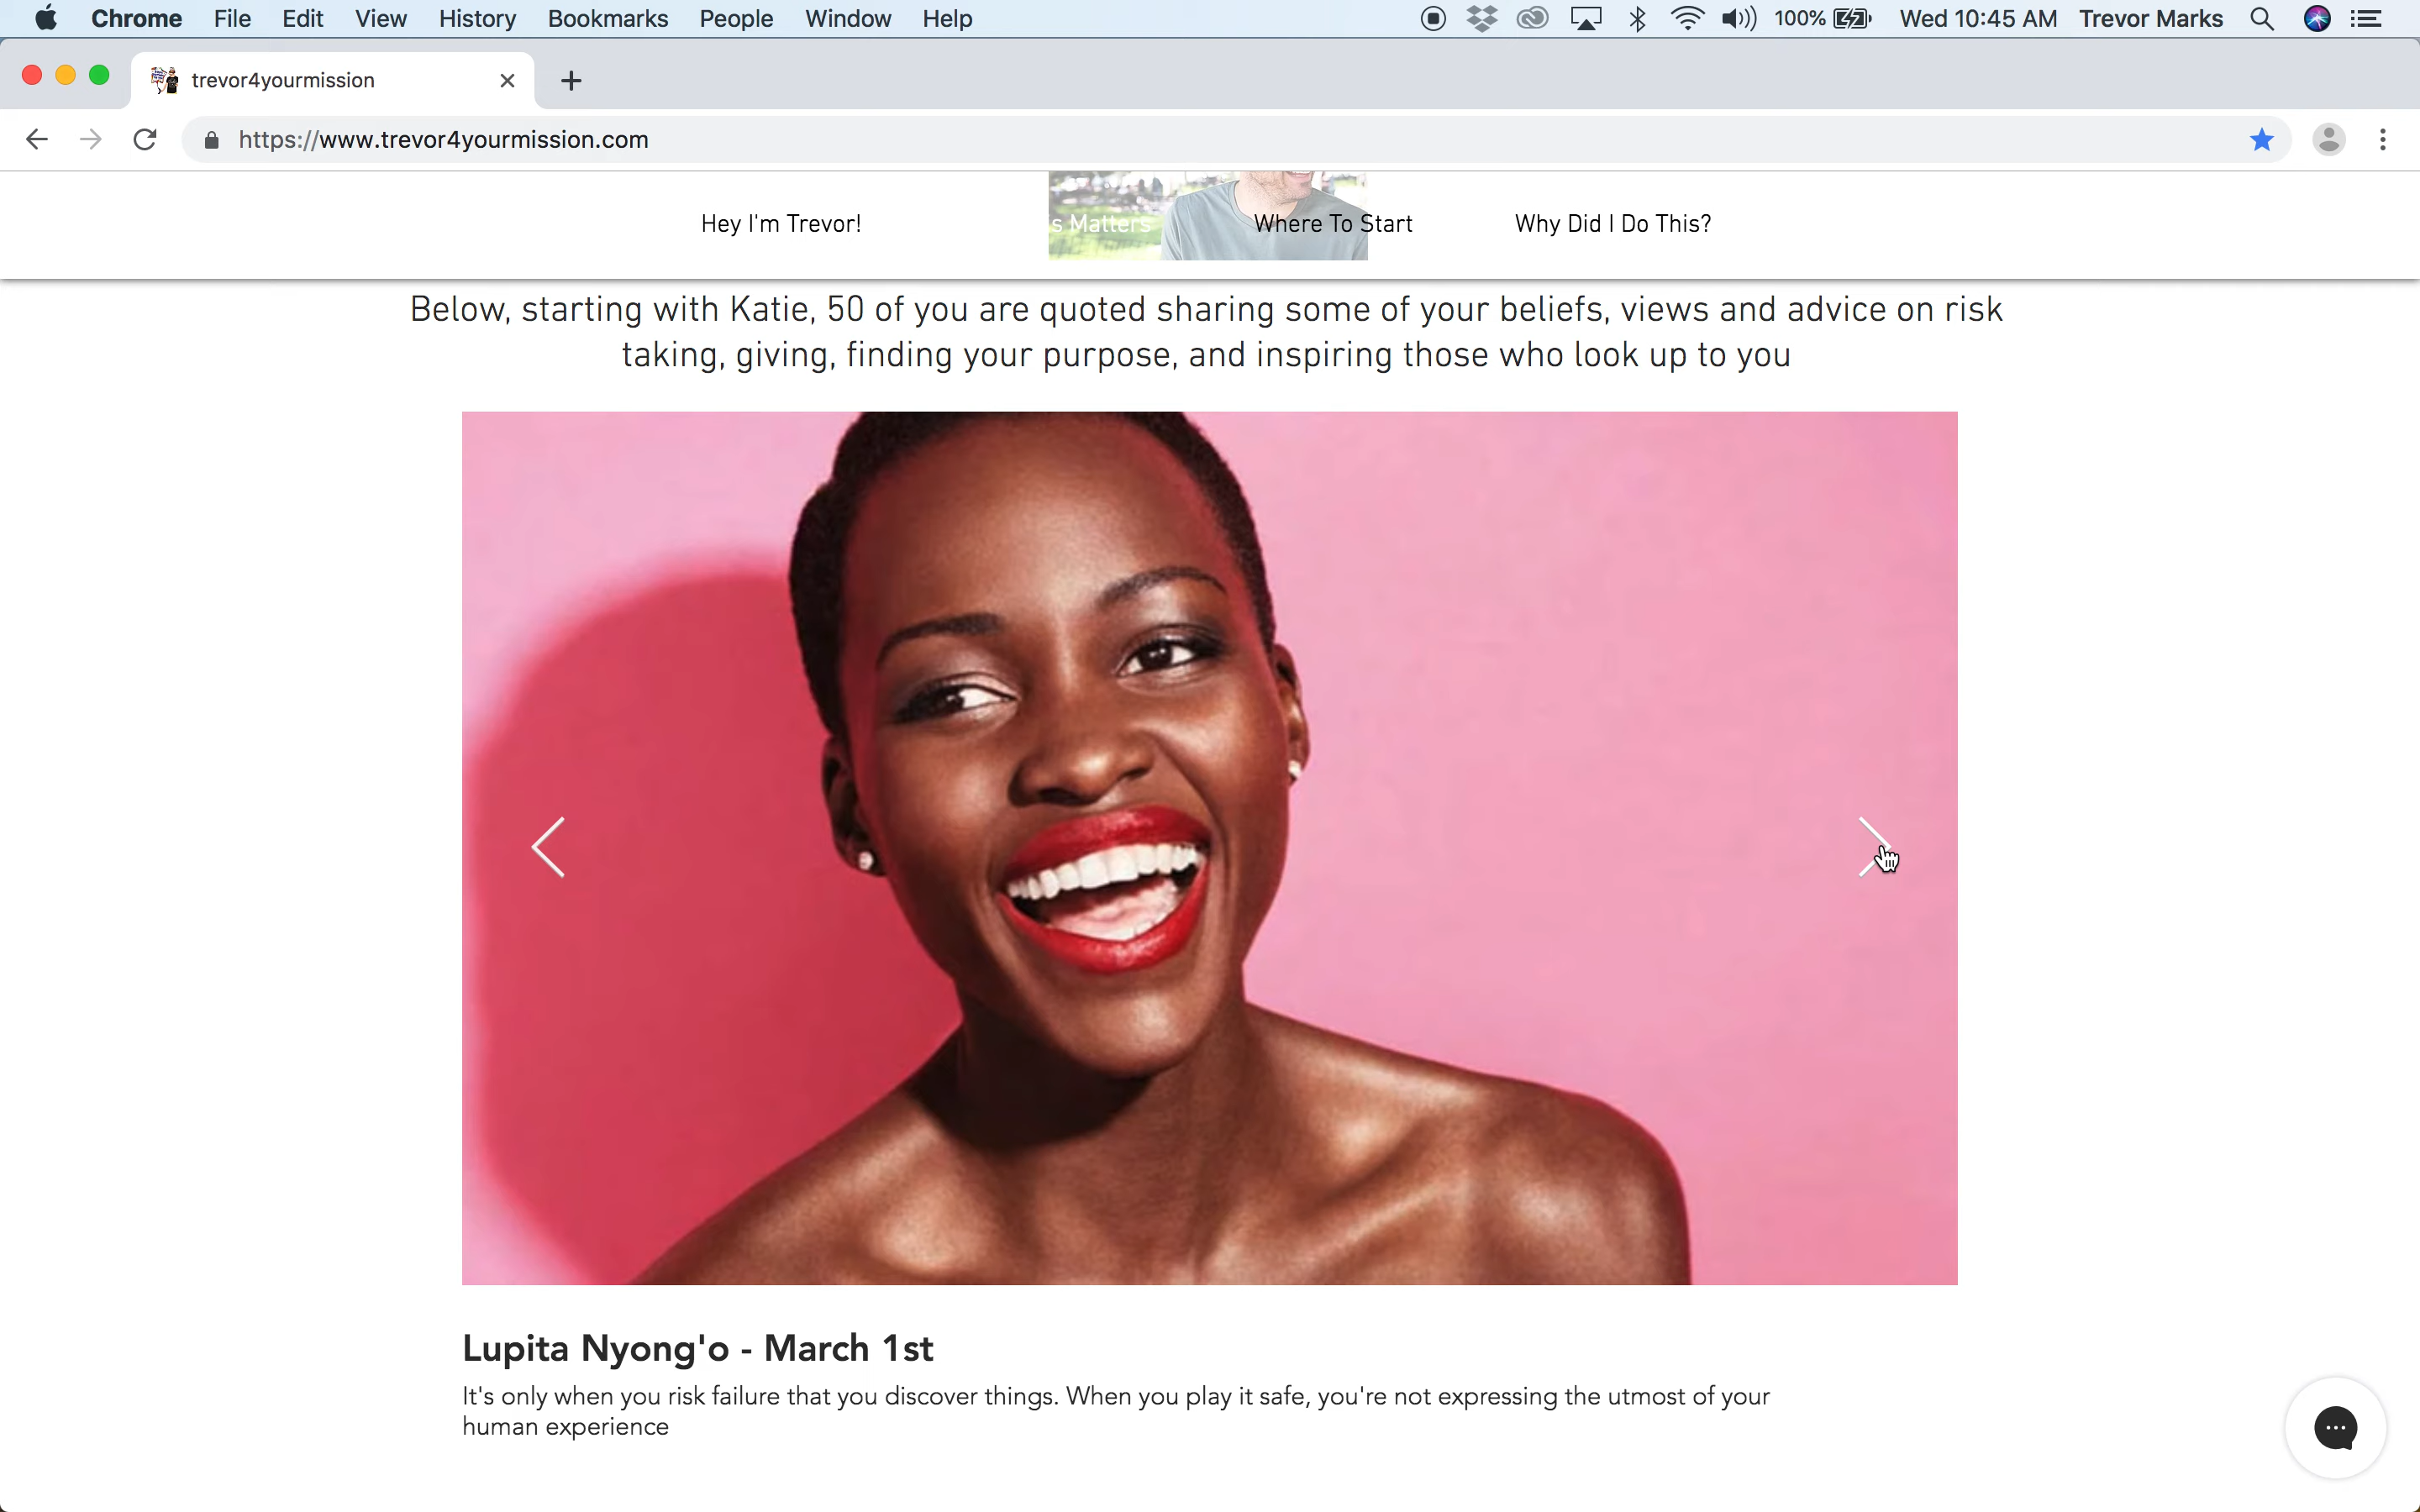 Chrome File Edit View History Bookmarks People Window Help 100% Wed 10:45 AM Trevor Marks
trevor4yourmission
https://www.trevor4yourmission.com
Hey I'm Trevor! s Matters Where To Start Why Did I Do This?
Below, starting with Katie, 50 of you are quoted sharing some of your beliefs, views and advice on risk
taking, giving, finding your purpose, and inspiring those who look up to you
Lupita Nyong'o - March 1st
It's only when you risk failure that you discover things. When you play it safe, you're not expressing the utmost of your
human experience